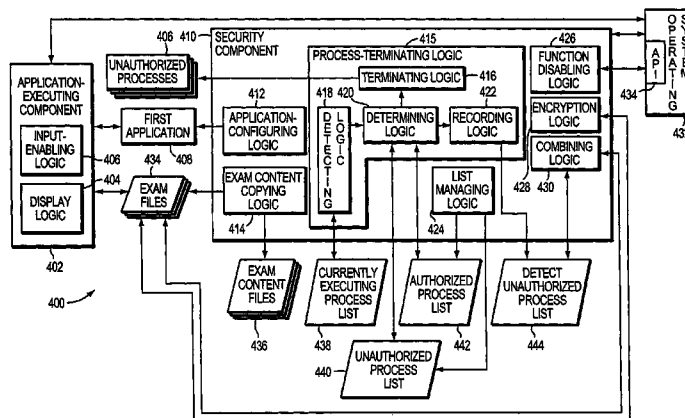 406
UNAUTHORIZED
PROCESSES
410
SECURITY
COMPONENT
415
PROCESS-TERMINATING LOGIC
TERMINATING LOGIC
416
418
420
422
DETECTING
LOGIC
DETERMINING
LOGIC
RECORDING
LOGIC
426
FUNCTION
DISABLING
LOGIC
ENCRYPTION
LOGIC
428
COMBINING
LOGIC
430
OPERATING
SYSTEM
API
434
432
APPLICATION-
EXECUTING
COMPONENT
INPUT-
ENABLING
LOGIC
406
404
DISPLAY
LOGIC
402
400
FIRST
APPLICATION
408
434
EXAM
FILES
412
APPLICATION-
CONFIGURING
LOGIC
EXAM CONTENT
COPYING
LOGIC
414
LIST
MANAGING
LOGIC
424
EXAM
CONTENT
FILES
436
CURRENTLY
EXECUTING
PROCESS
LIST
438
AUTHORIZED
PROCESS
LIST
442
DETECT
UNAUTHORIZED
PROCESS LIST
444
UNAUTHORIZED
PROCESS
LIST
440